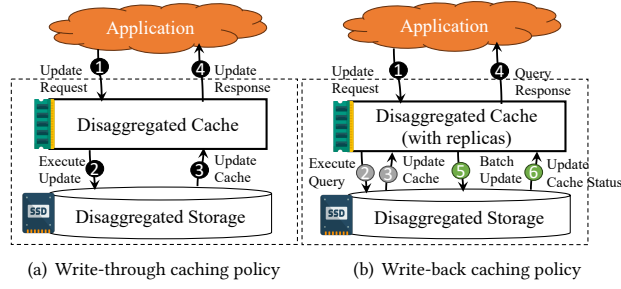 Application
1
4
Update
Request
Update
Response
Disaggregated Cache
Execute
Update
2
3
Update
Cache
SSD
Disaggregated Storage
(a) Write-through caching policy
Application
1
4
Update
Request
Query
Response
Disaggregated Cache
(with replicas)
Execute
Query
2
3
Update
Cache
5
Batch
Update
6
Update
Cache Status
SSD
Disaggregated Storage
(b) Write-back caching policy